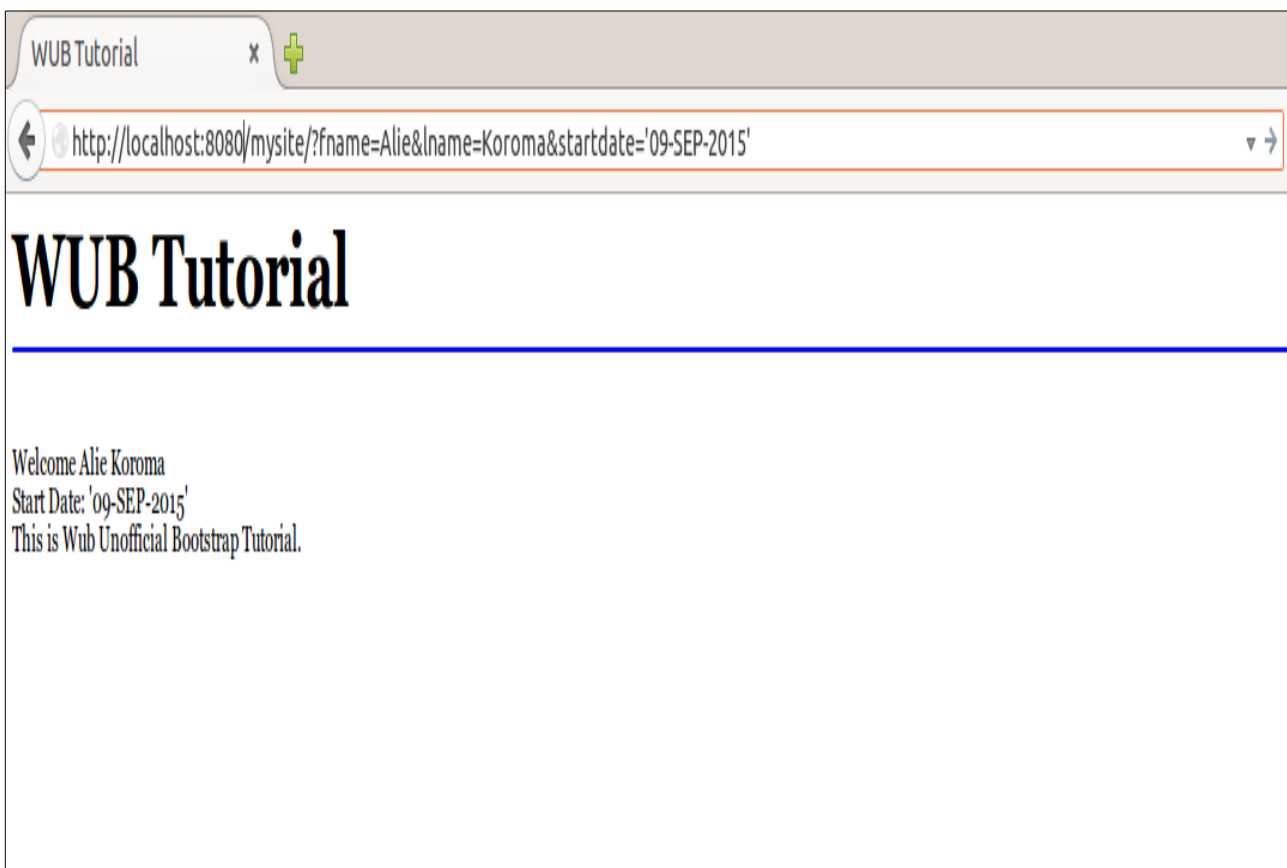 WUB Tutorial
http://localhost:8080/mysite/?fname=Alie&lname=Koroma&startdate='09-SEP-2015'
WUB Tutorial
Welcome Alie Koroma
Start Date: '09-SEP-2015'
This is Wub Unofficial Bootstrap Tutorial.